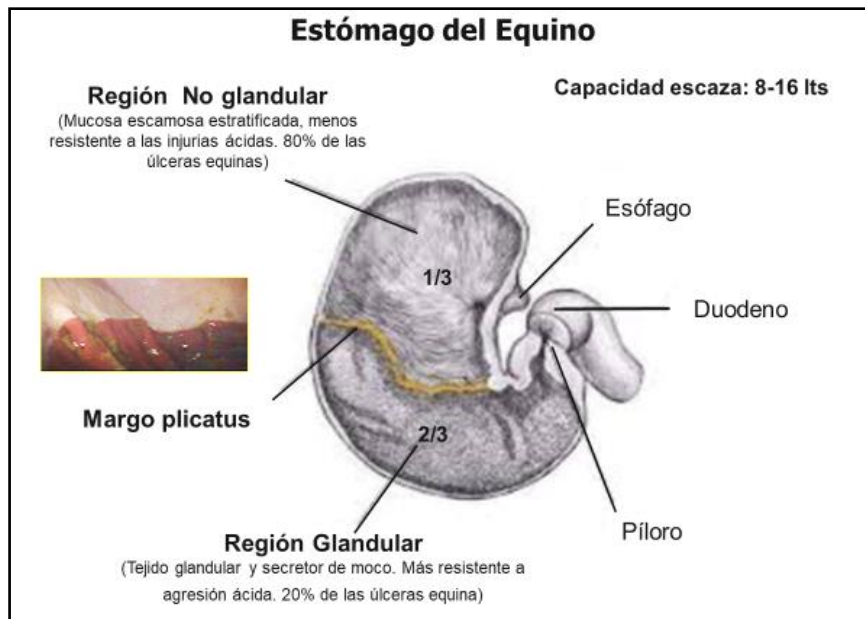 Estómago del Equino
Región No glandular
(Mucosa escamosa estratificada, menos
resistente a las injurias ácidas. 80% de las
úlceras equinas)
Capacidad escaza: 8-16 lts
Esófago
1/3
Duodeno
Margo plicatus
2/3
Píloro
Región Glandular
(Tejido glandular y secretor de moco. Más resistente a
agresión ácida. 20% de las úlceras equina)